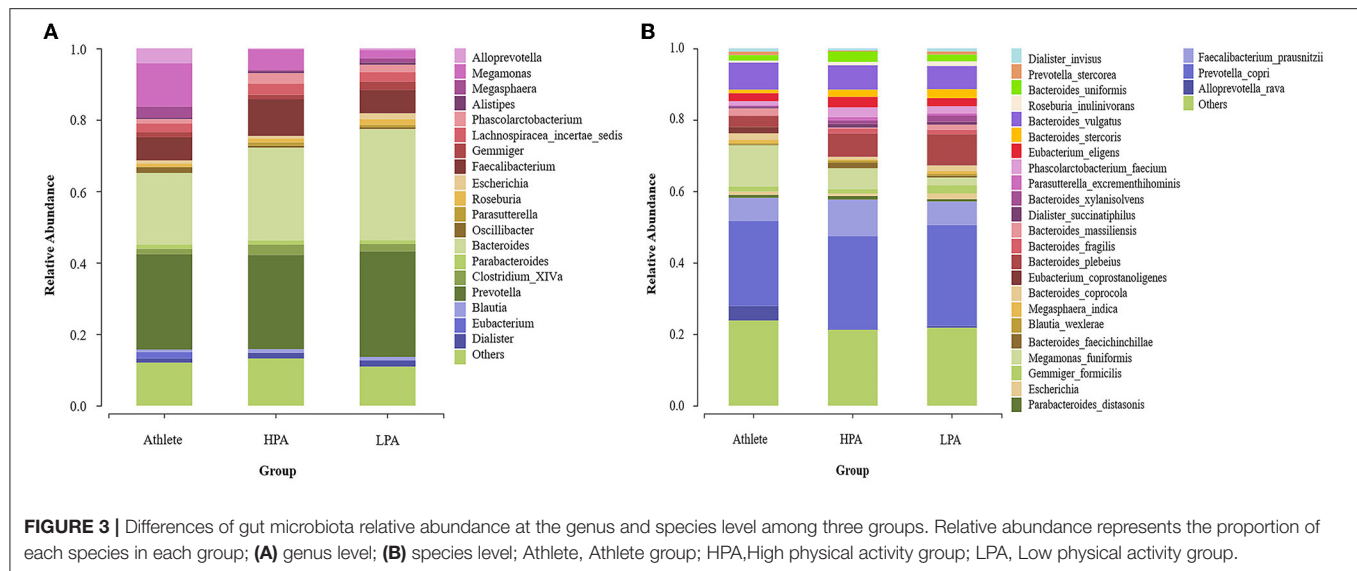 A
Relative Abundance
1.0
0.8
0.6
0.4
0.2
0.0
Athlete
HPA
LPA
Group
Alloprevotella
Megamonas
Megasphaera
Alistipes
Phascolarctobacterium
Lachnospiracea_incertae_sedis
Gemmiger
Faecalibacterium
Escherichia
Roseburia
Parasutterella
Oscillibacter
Bacteroides
Parabacteroides
Clostridium_XIVa
Prevotella
Blautia
Eubacterium
Dialister
Others
B
Relative Abundance
1.0
0.8
0.6
0.4
0.2
0.0
Athlete
HPA
LPA
Group
Dialister_invisus
Prevotella_stercorea
Bacteroides_uniformis
Roseburia_inulinivorans
Bacteroides_vulgatus
Bacteroides_stercoris
Eubacterium_eligens
Phascolarctobacterium_faecium
Parasutterella_excrementihominis
Bacteroides_xylanisolvens
Dialister_succinatiphilus
Bacteroides_massiliensis
Bacteroides_fragilis
Bacteroides_plebeius
Eubacterium_coprostanoligenes
Bacteroides_coprocola
Megasphaera_indica
Blautia_wexlerae
Bacteroides_faecichinchillae
Megamonas_funiformis
Gemmiger_formicilis
Escherichia
Parabacteroides_distasonis
Faecalibacterium_prausnitzii
Prevotella_copri
Alloprevotella_rava
Others
FIGURE 3 | Differences of gut microbiota relative abundance at the genus and species level among three groups. Relative abundance represents the proportion of
each species in each group; (A) genus level; (B) species level; Athlete, Athlete group; HPA,High physical activity group; LPA, Low physical activity group.